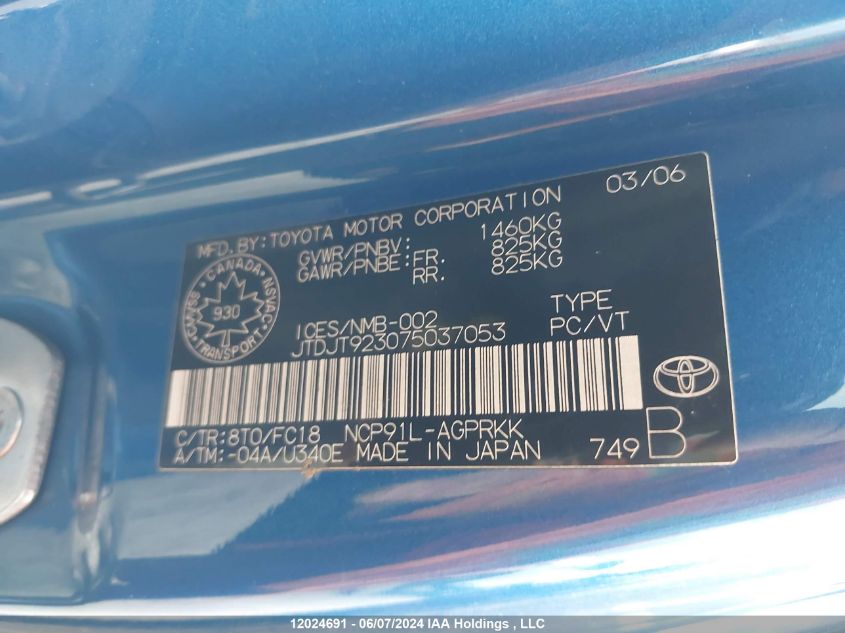 MFD. BY: TOYOTA MOTOR CORPORATION 03/06
GVWR/PNBV: 1460KG
GAWR/PNBE: FR. 825KG
RR. 825KG
CANADA
930
TRANSPORT
ICES/NMB-002 TYPE
JTDJT923075037053 PC/VT
C/TR:8T0/FC18 NCP91L-AGPRKK
A/TM:-04A/U340E MADE IN JAPAN 749 B
12024691 - 06/07/2024 IAA Holdings , LLC